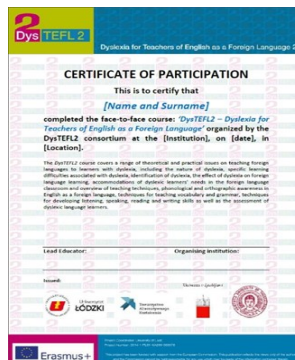 2
Dys TEFL 2
Dyslexia for Teachers of English as a Foreign Language 2
CERTIFICATE OF PARTICIPATION
This is to certify that
[Name and Surname]
completed the face-to-face course: 'DysTEFL2 – Dyslexia for
Teachers of English as a Foreign Language' organized by the
DysTEFL2 consortium at the [Institution], on [date], in
[Location].
The DysTEFL2 course covers a range of theoretical and practical issues on teaching foreign
languages to learners with dyslexia, including the nature of dyslexia, specific learning
difficulties associated with dyslexia, identification of dyslexia, the effect of dyslexia on foreign
language learning, accommodations of dyslexic learners' needs in the foreign language
classroom and overview of teaching techniques, phonological and orthographic awareness in
English as a foreign language, techniques for teaching vocabulary and grammar, techniques
for developing listening, speaking, reading and writing skills as well as the assessment of
dyslexic language learners.
Lead Educator:
Organising Institution:
Issued:
ŁÓDZKI
Erasmus+